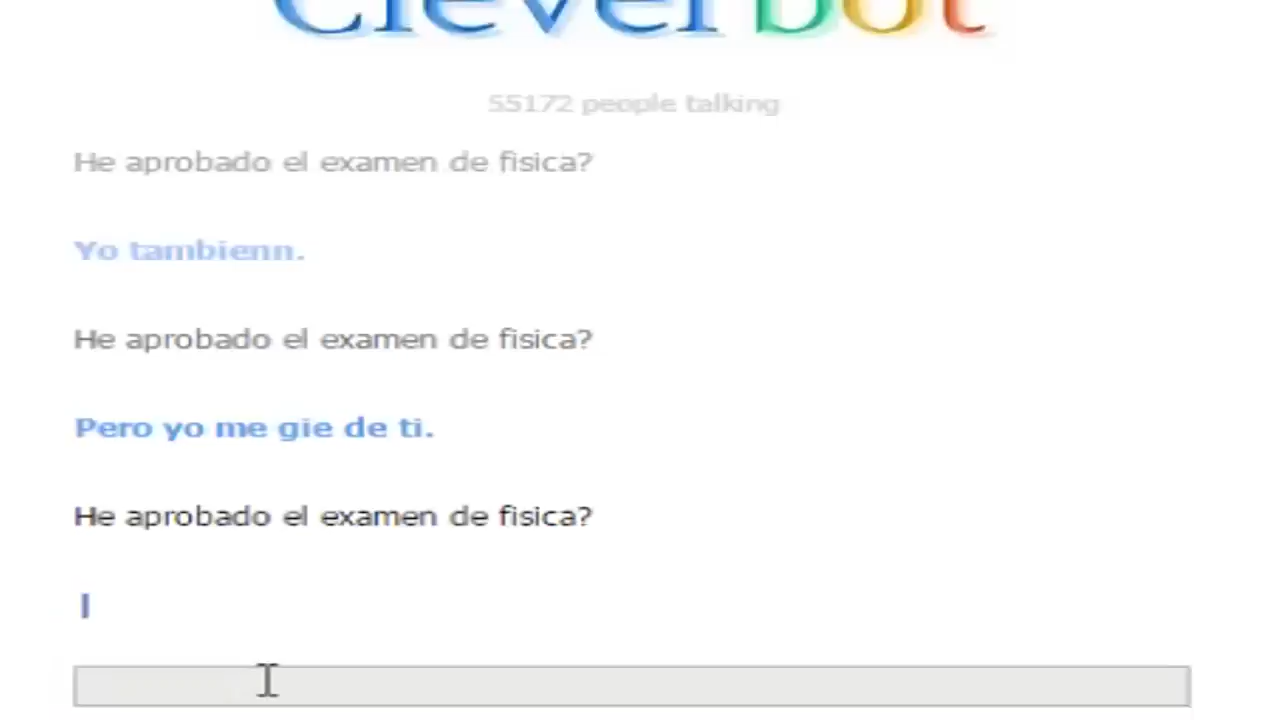 Cleverbot
55172 people talking
He aprobado el examen de fisica?
Yo tambienn.
He aprobado el examen de fisica?
Pero yo me gie de ti.
He aprobado el examen de fisica?